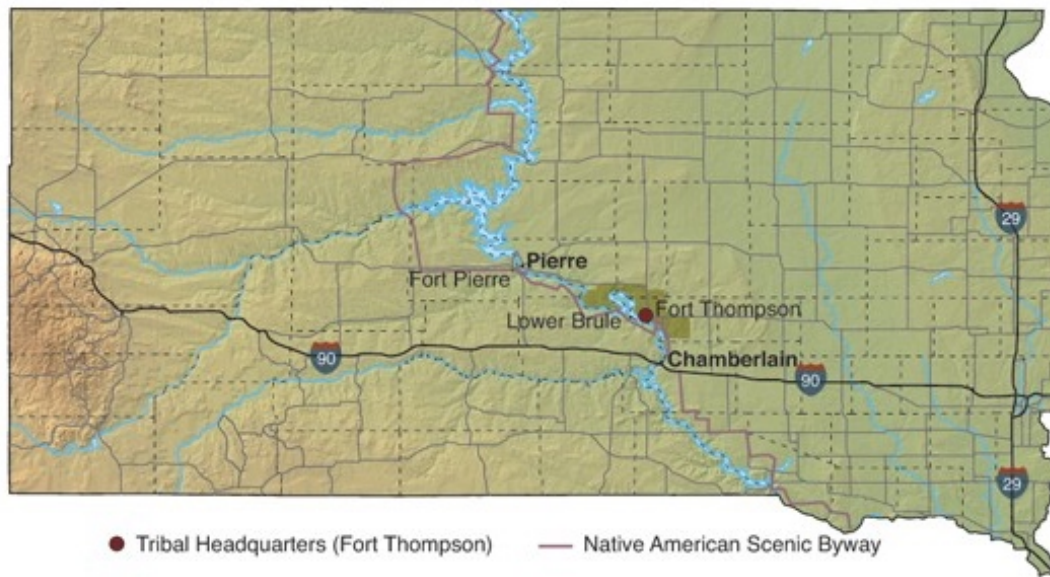 29
Pierre
Fort Pierre
Fort Thompson
Lower Brule
90
Chamberlain
90
29
Tribal Headquarters (Fort Thompson)
Native American Scenic Byway